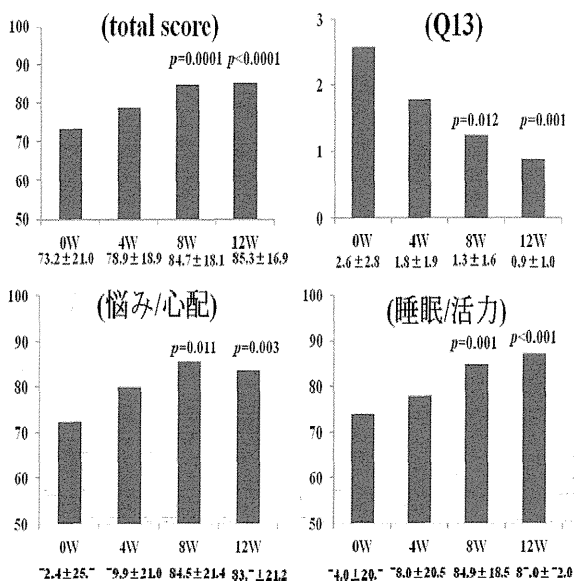 (total score)
p=0.0001 p<0.0001
100
90
80
70
60
50
0W 4W 8W 12W
73.2±21.0 78.9±18.9 84.7±18.1 85.3±16.9
(Q13)
p=0.012 p=0.001
3
2
1
0
0W 4W 8W 12W
2.6±2.8 1.8±1.9 1.3±1.6 0.9±1.0
(悩み/心配)
p=0.011 p=0.003
100
90
80
70
60
50
0W 4W 8W 12W
84.5±21.4
(睡眠/活力)
p=0.001 p<0.001
100
90
80
70
60
50
0W 4W 8W 12W
84.9±18.5